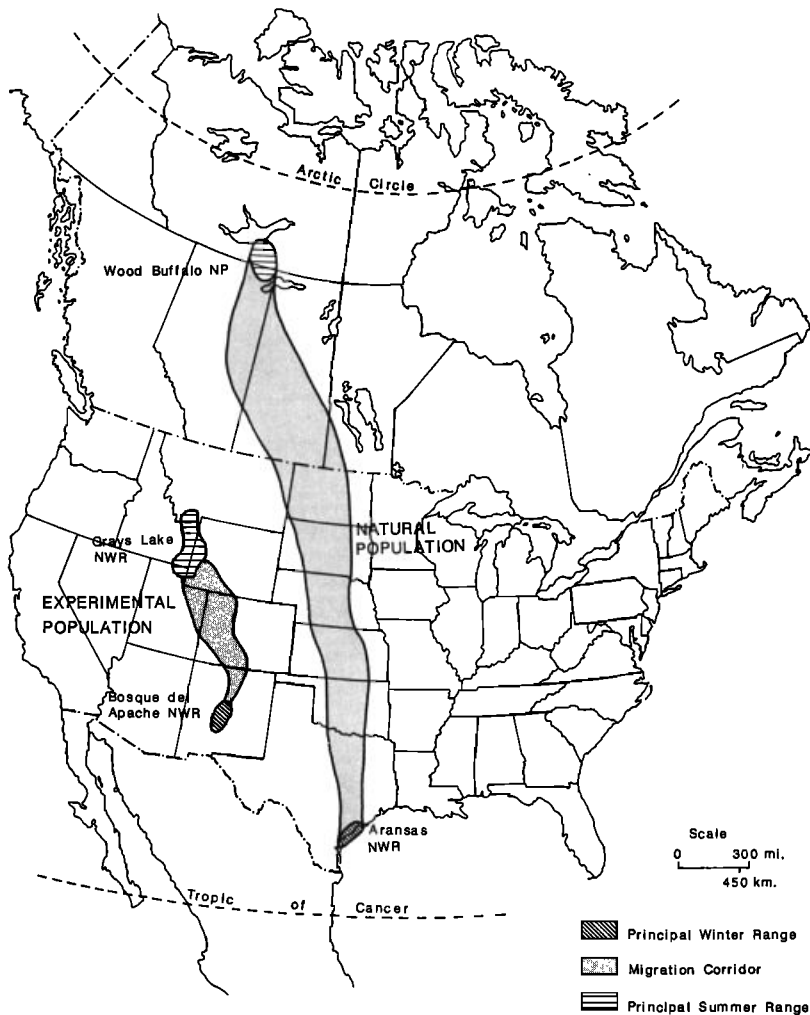 Arctic Circle
Wood Buffalo NP
Grays Lake
NWR
NATURAL
POPULATION
EXPERIMENTAL
POPULATION
Bosque del
Apache NWR
Aransas
NWR
Scale
0 300 mi.
450 km.
Tropic of Cancer
Principal Winter Range
Migration Corridor
Principal Summer Range